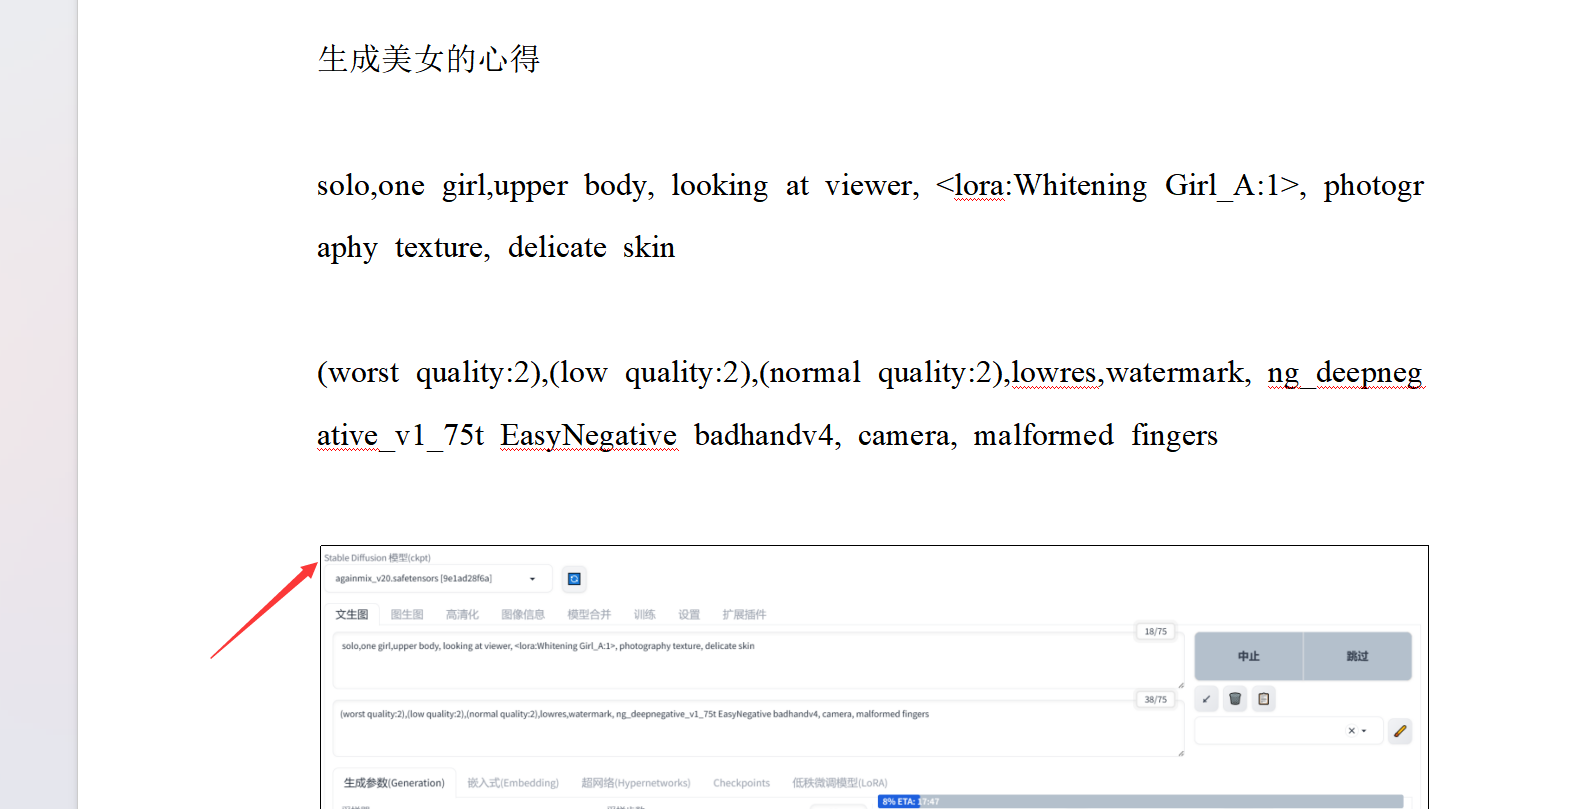 生成美女的心得
solo,one girl,upper body, looking at viewer, <lora:Whitening Girl_A:1>, photogr
aphy texture, delicate skin
(worst quality:2),(low quality:2),(normal quality:2),lowres,watermark, ng_deepneg
ative_v1_75t EasyNegative badhandv4, camera, malformed fingers
Stable Diffusion 模型(ckpt)
againmix_v20.safetensors [9e1ad28f6a]
文生图 图生图 高清化 图像信息 模型合并 训练 设置 扩展插件
18/75
solo,one girl,upper body, looking at viewer, <lora:Whitening Girl_A:1>, photography texture, delicate skin
中止 跳过
38/75
(worst quality:2),(low quality:2),(normal quality:2),lowres,watermark, ng_deepnegative_v1_75t EasyNegative badhandv4, camera, malformed fingers
生成参数(Generation) 嵌入式(Embedding) 超网络(Hypernetworks) Checkpoints 低秩微调模型(LoRA)
8% ETA: 17:47